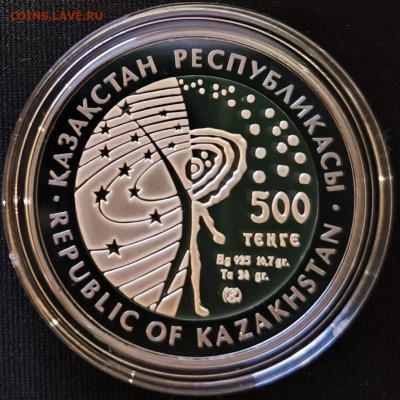 COINS.LAVE.RU
ҚАЗАҚСТАН РЕСПУБЛИКАСЫ
500
ТЕҢГЕ
Ag 925 16,7 gr.
Ta 24 gr.
REPUBLIC OF KAZAKHSTAN